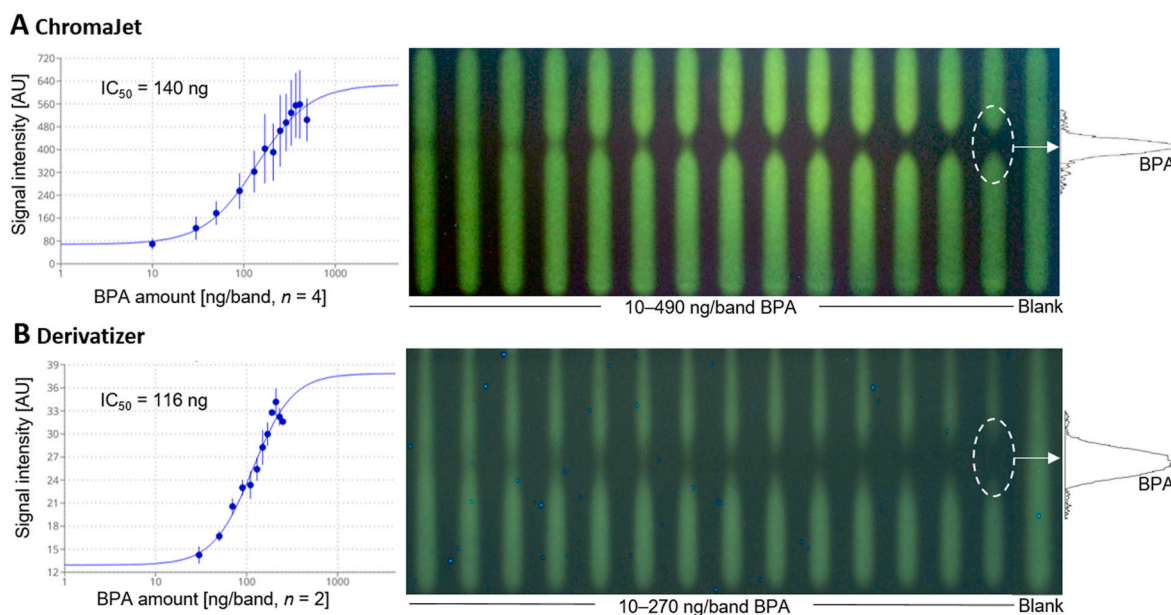 A ChromaJet
Signal intensity [AU]
720
640
560
480
400
320
240
160
80
0
IC50 = 140 ng
1 10 100 1000
BPA amount [ng/band, n = 4]
10–490 ng/band BPA
Blank
BPA
B Derivatizer
Signal intensity [AU]
39
36
33
30
27
24
21
18
15
12
IC50 = 116 ng
1 10 100 1000
BPA amount [ng/band, n = 2]
10–270 ng/band BPA
Blank
BPA